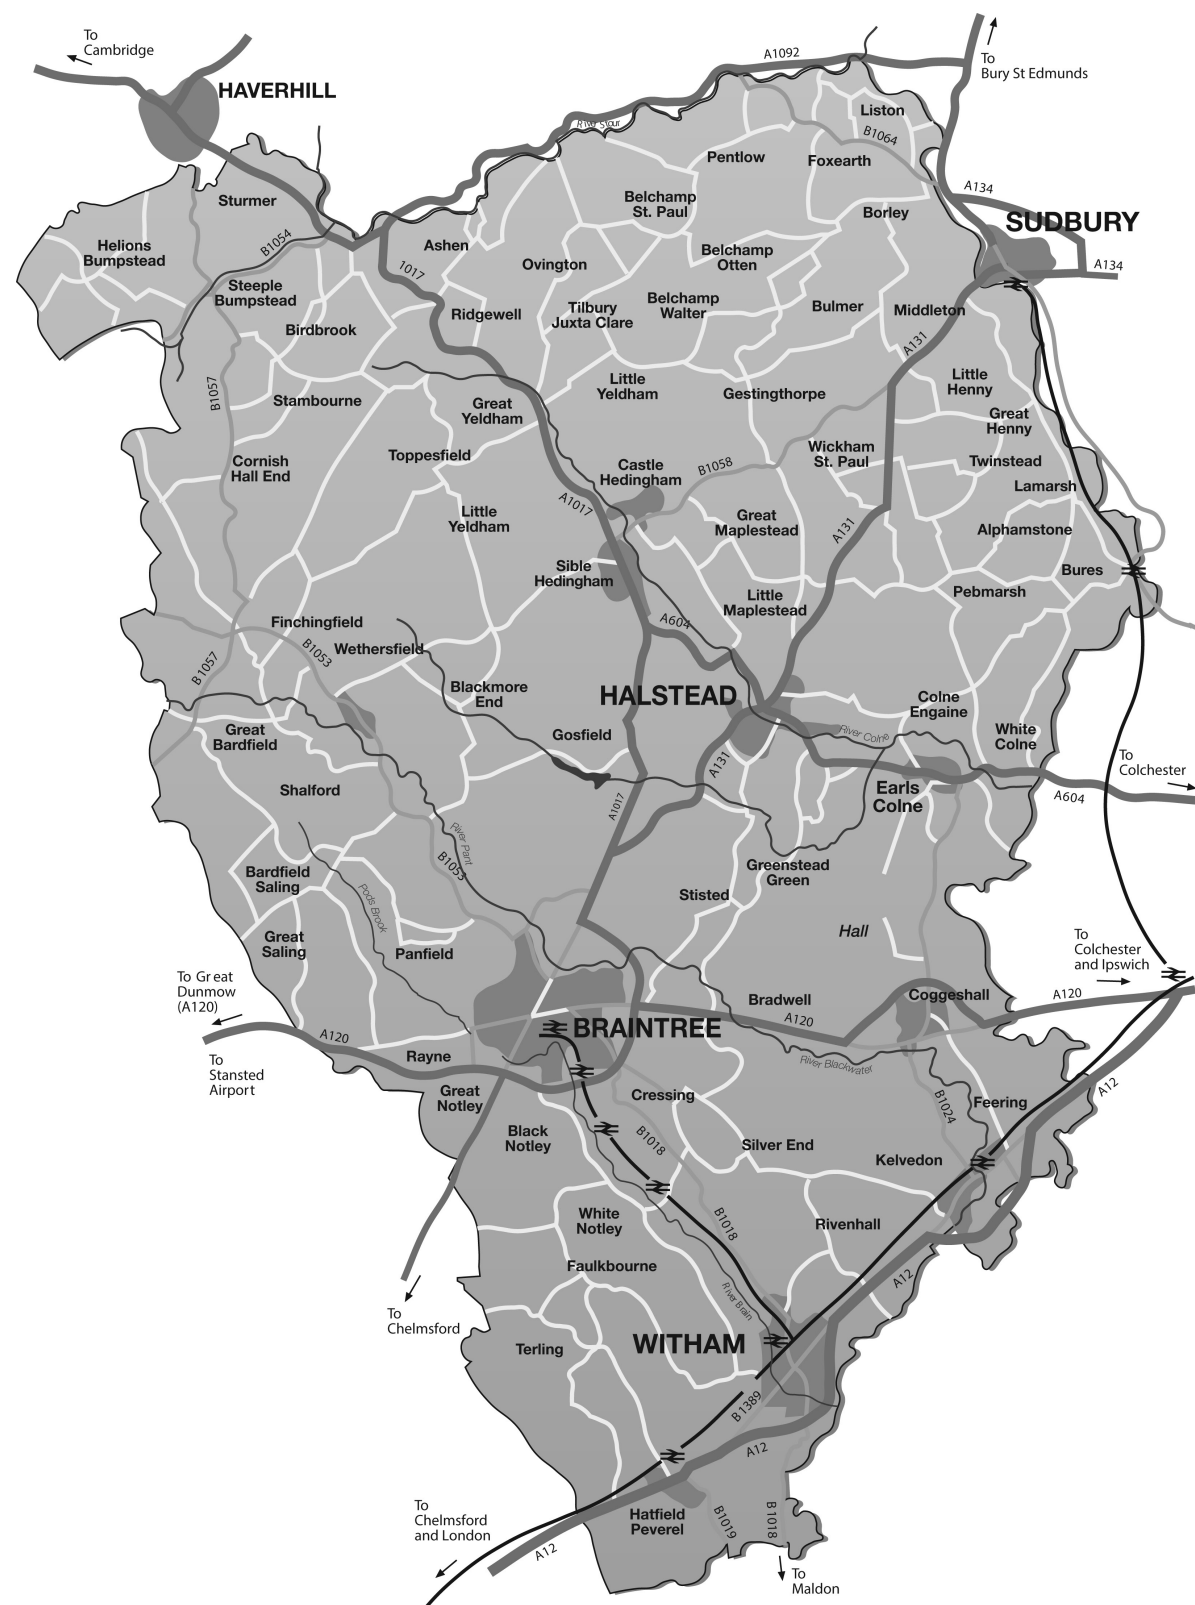 To
Cambridge
HAVERHILL
A1092
To
Bury St Edmunds
River Stour
Liston
B1064
Pentlow
Foxearth
A134
Sturmer
Belchamp
St. Paul
Borley
SUDBURY
Helions
Bumpstead
B1054
Ashen
1017
Ovington
Belchamp
Otten
A134
Steeple
Bumpstead
Birdbrook
Ridgewell
Tilbury
Juxta Clare
Belchamp
Walter
Bulmer
Middleton
A131
B1057
Stambourne
Great
Yeldham
Little
Yeldham
Gestingthorpe
Little
Henny
Great
Henny
Cornish
Hall End
Toppesfield
Castle
Hedingham
B1058
Wickham
St. Paul
Twinstead
Lamarsh
Little
Yeldham
A1017
Great
Maplestead
A131
Alphamstone
Sible
Hedingham
Bures
Little
Maplestead
Pebmarsh
Finchingfield
Wethersfield
B1053
A604
B1057
Blackmore
End
HALSTEAD
Colne
Engaine
Great
Bardfield
Gosfield
River Colne
White
Colne
A131
To
Colchester
Shalford
A1017
Earls
Colne
A604
River Pant
B1053
Bardfield
Saling
Greenstead
Green
Pods Brook
Stisted
Great
Saling
Panfield
Hall
To
Colchester
and Ipswich
To Great
Dunmow
(A120)
Bradwell
Coggeshall
A120
A120
BRAINTREE
A120
To
Stansted
Airport
Rayne
River Blackwater
Great
Notley
Cressing
B1024
Feering
A12
Black
Notley
B1018
Silver End
Kelvedon
White
Notley
B1018
Rivenhall
Faulkbourne
A12
River Brain
To
Chelmsford
Terling
WITHAM
B1389
A12
To
Chelmsford
and London
Hatfield
Peverel
B1019
B1018
A12
To
Maldon